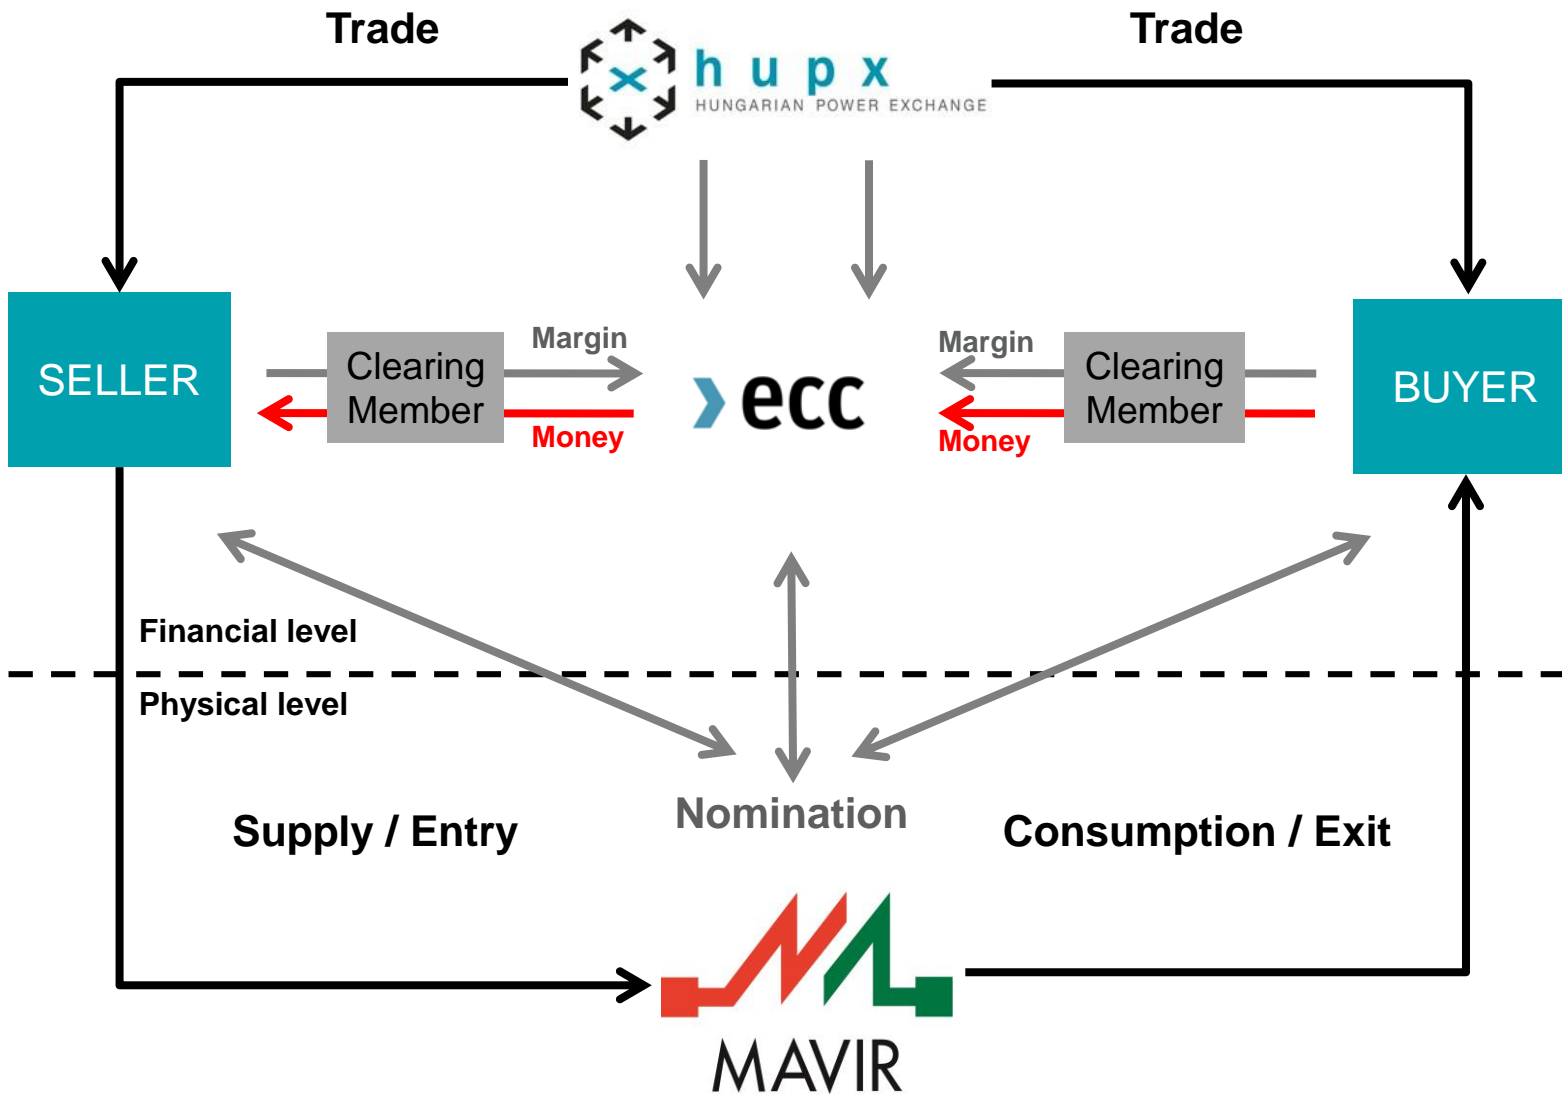 Trade
Trade
hupx
HUNGARIAN POWER EXCHANGE
SELLER
Clearing
Member
Margin
Money
ecc
Margin
Money
Clearing
Member
BUYER
Financial level
Physical level
Supply / Entry
Nomination
Consumption / Exit
MAVIR